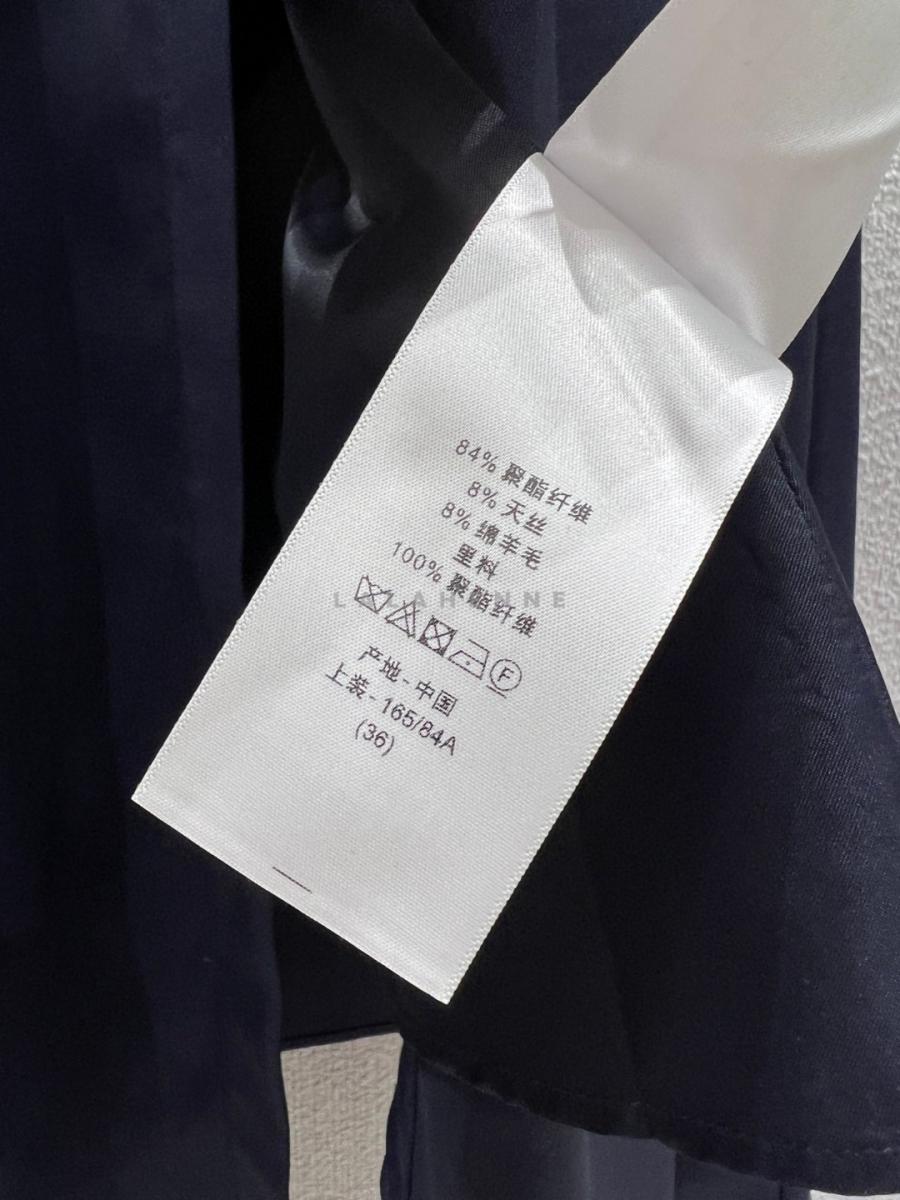 84% 聚酯纤维
8% 天丝
8% 绵羊毛
里料
100% 聚酯纤维
F
产地-中国
上装-165/84A
(36)